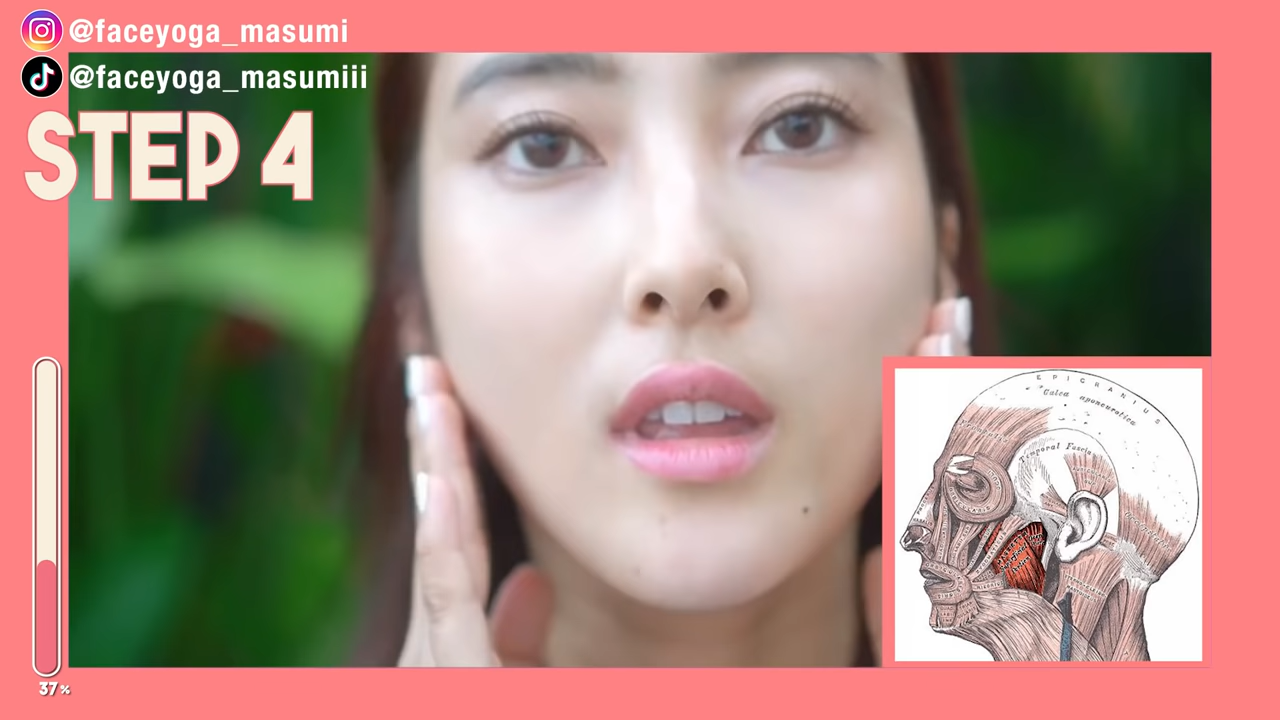 @faceyoga_masumi
@faceyoga_masumiii
STEP 4
EPICRANIUS
Galea aponeurotica
Temporal Fascia
37%